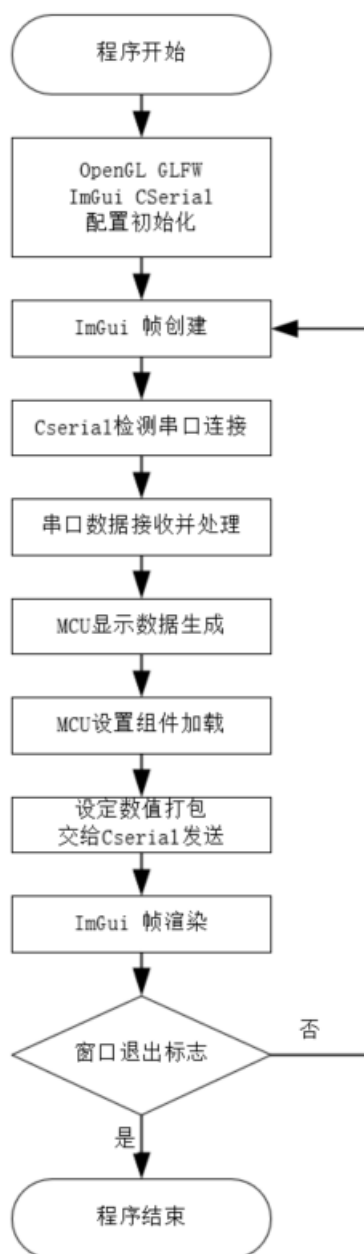 程序开始
OpenGL GLFW
ImGui CSerial
配置初始化
ImGui 帧创建
Cserial检测串口连接
串口数据接收并处理
MCU显示数据生成
MCU设置组件加载
设定数值打包
交给Cserial发送
ImGui 帧渲染
窗口退出标志
否
是
程序结束